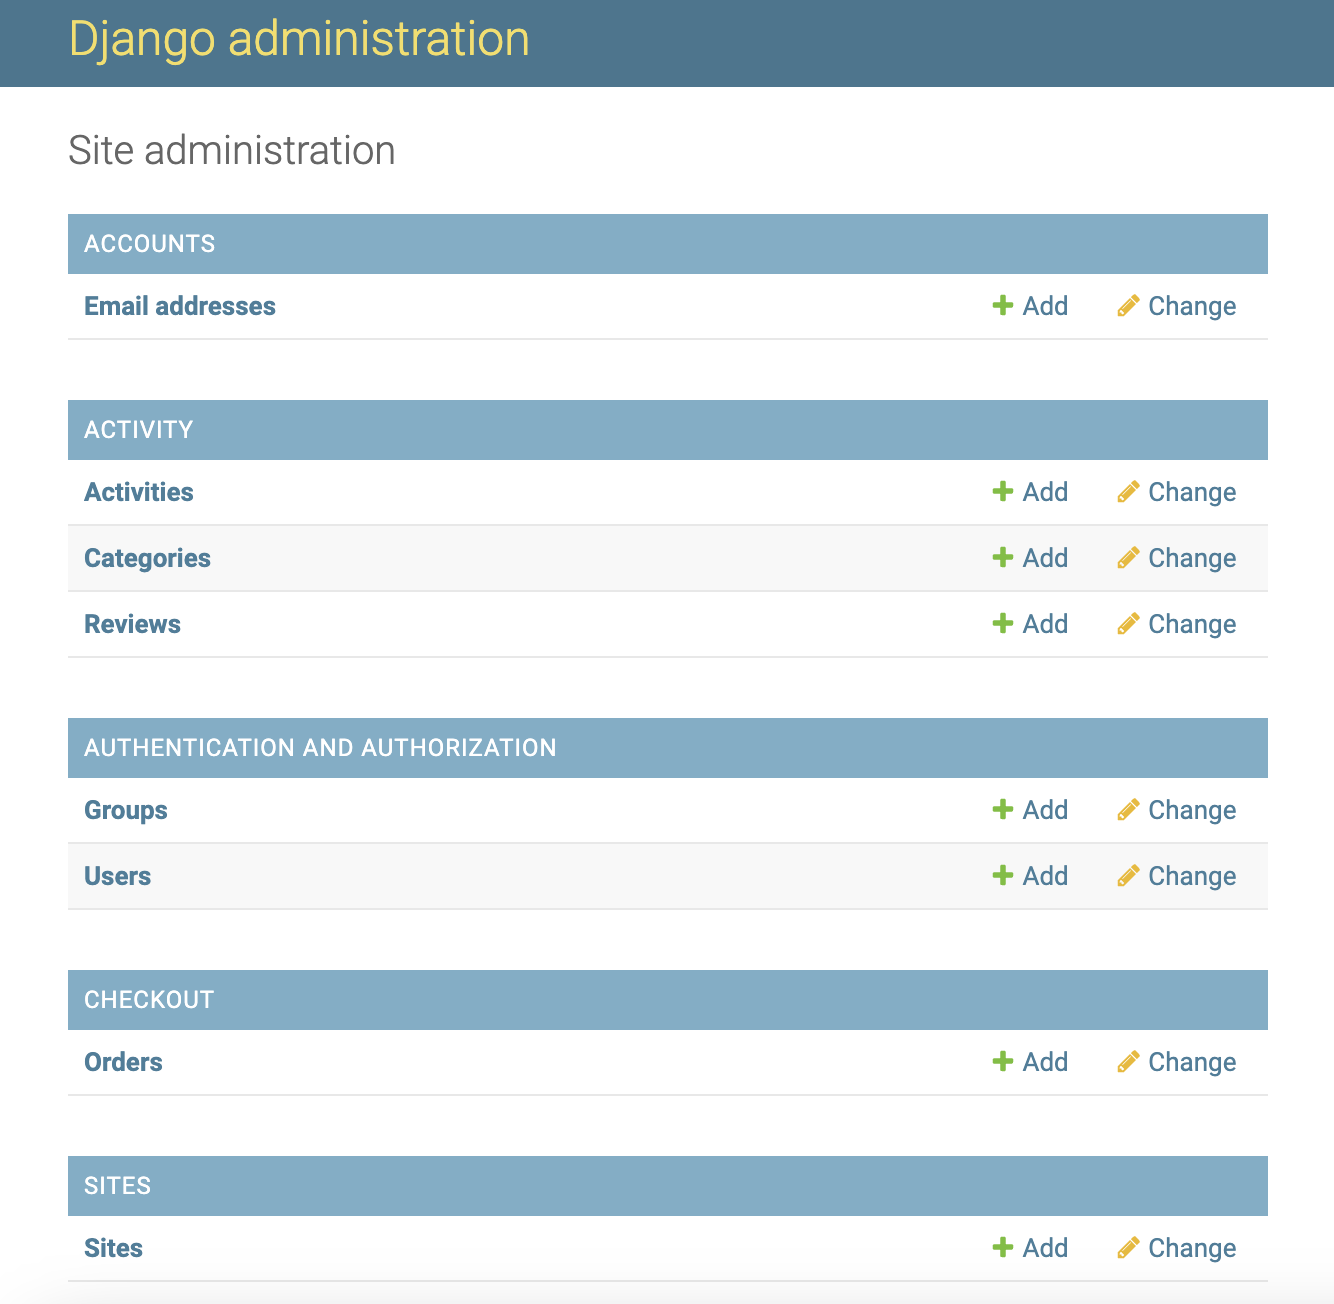 Django administration
Site administration
ACCOUNTS
Email addresses Add Change
ACTIVITY
Activities Add Change
Categories Add Change
Reviews Add Change
AUTHENTICATION AND AUTHORIZATION
Groups Add Change
Users Add Change
CHECKOUT
Orders Add Change
SITES
Sites Add Change